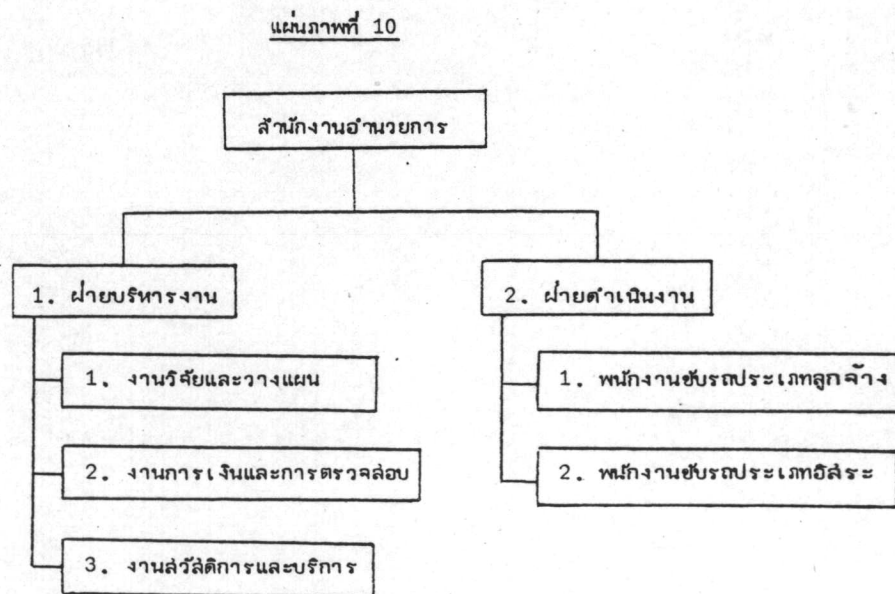 แผ่นภาพที่ 10
สำนักงานอำนวยการ
1. ฝ่ายบริหารงาน
2. ฝ่ายดำเนินงาน
1. งานวิจัยและวางแผน
1. พนักงานขับรถประเภทลูกจ้าง
2. งานการเงินและการตรวจสอบ
2. พนักงานขับรถประเภทอิสระ
3. งานสวัสดิการและบริการ